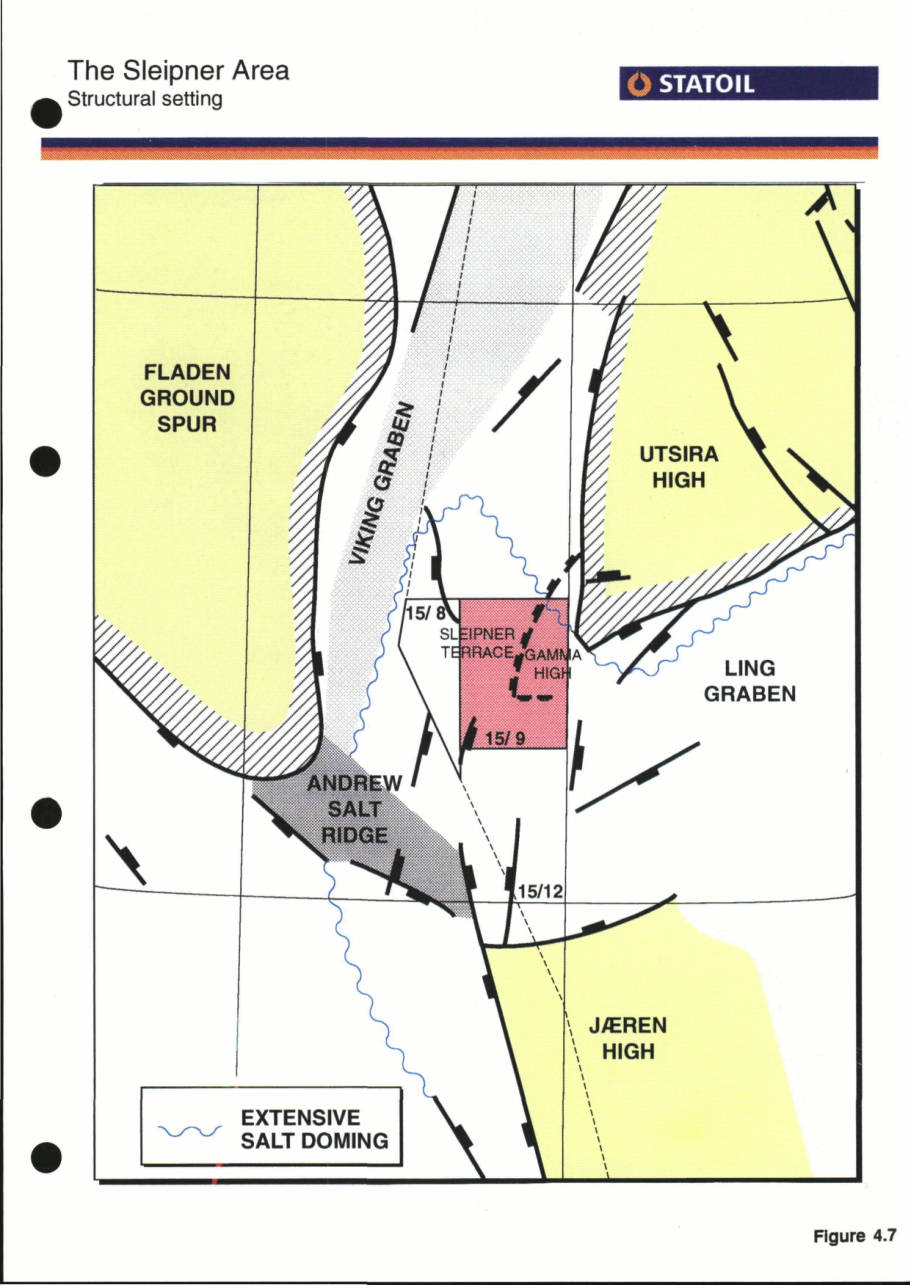 The Sleipner Area
Structural setting
STATOIL
FLADEN
GROUND
SPUR
VIKING GRABEN
UTSIRA
HIGH
15/ 8
SLEIPNER
TERRACE
GAMMA
HIGH
15/ 9
LING
GRABEN
ANDREW
SALT
RIDGE
15/12
JÆREN
HIGH
EXTENSIVE
SALT DOMING
Figure 4.7